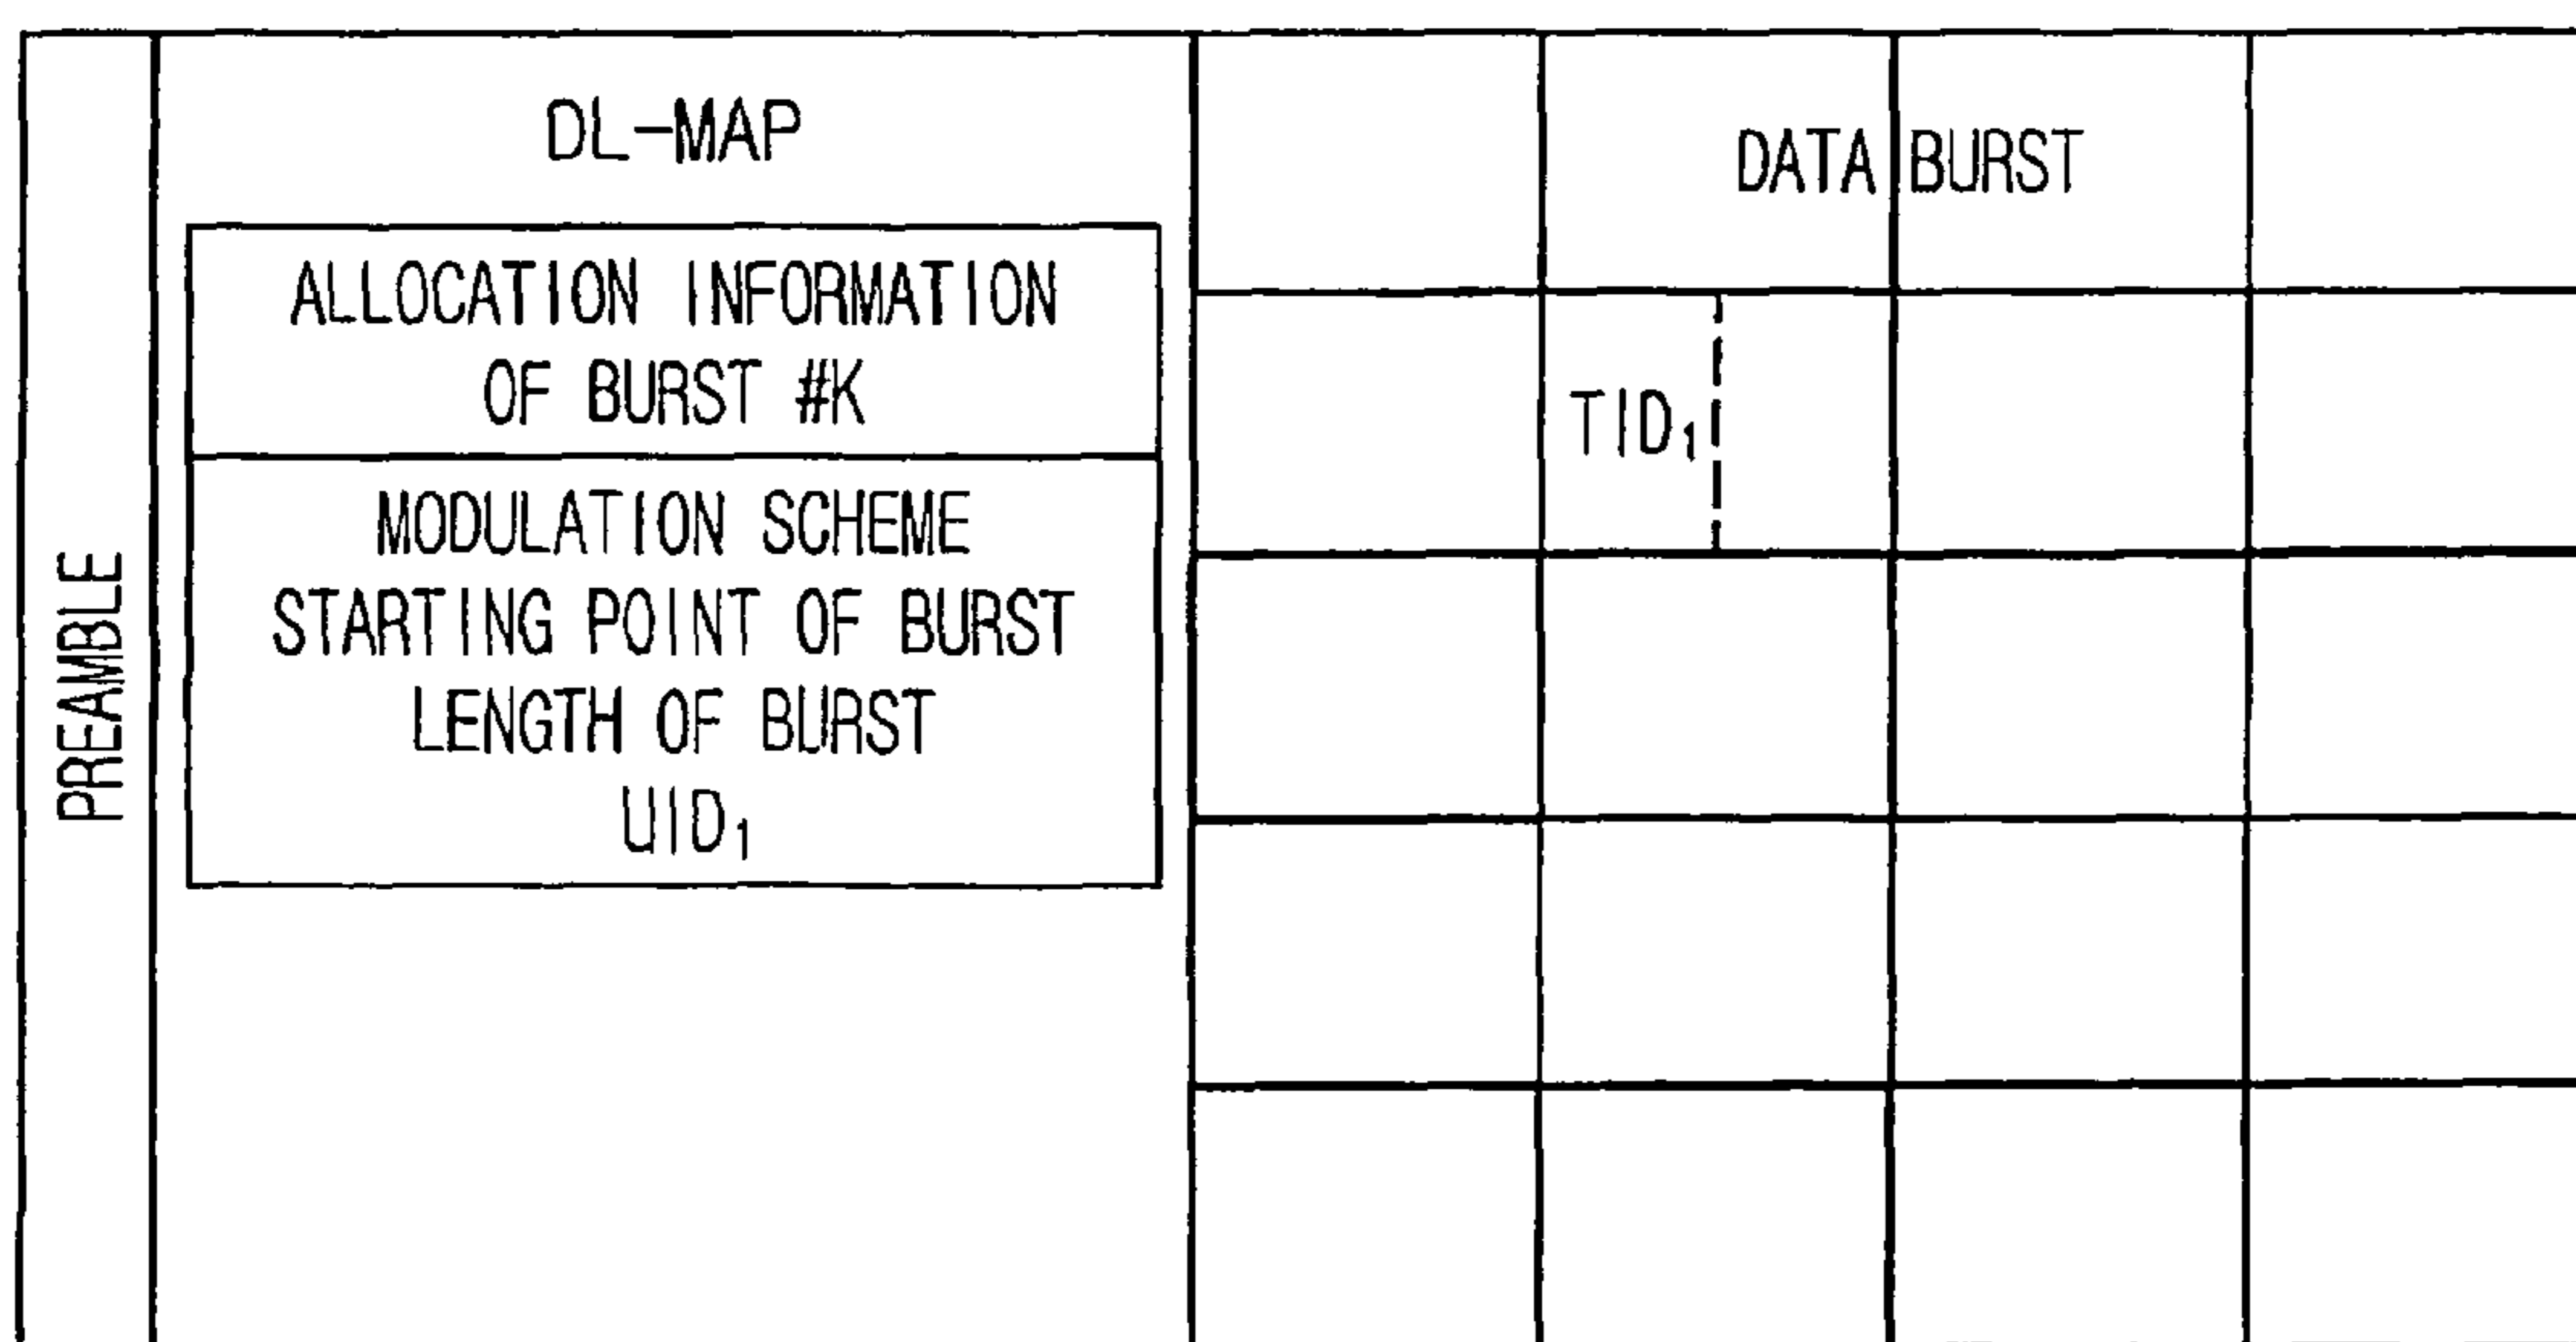 PREAMBLE
DL-MAP
ALLOCATION INFORMATION
OF BURST #K
MODULATION SCHEME
STARTING POINT OF BURST
LENGTH OF BURST
UID₁
DATA BURST
TID₁